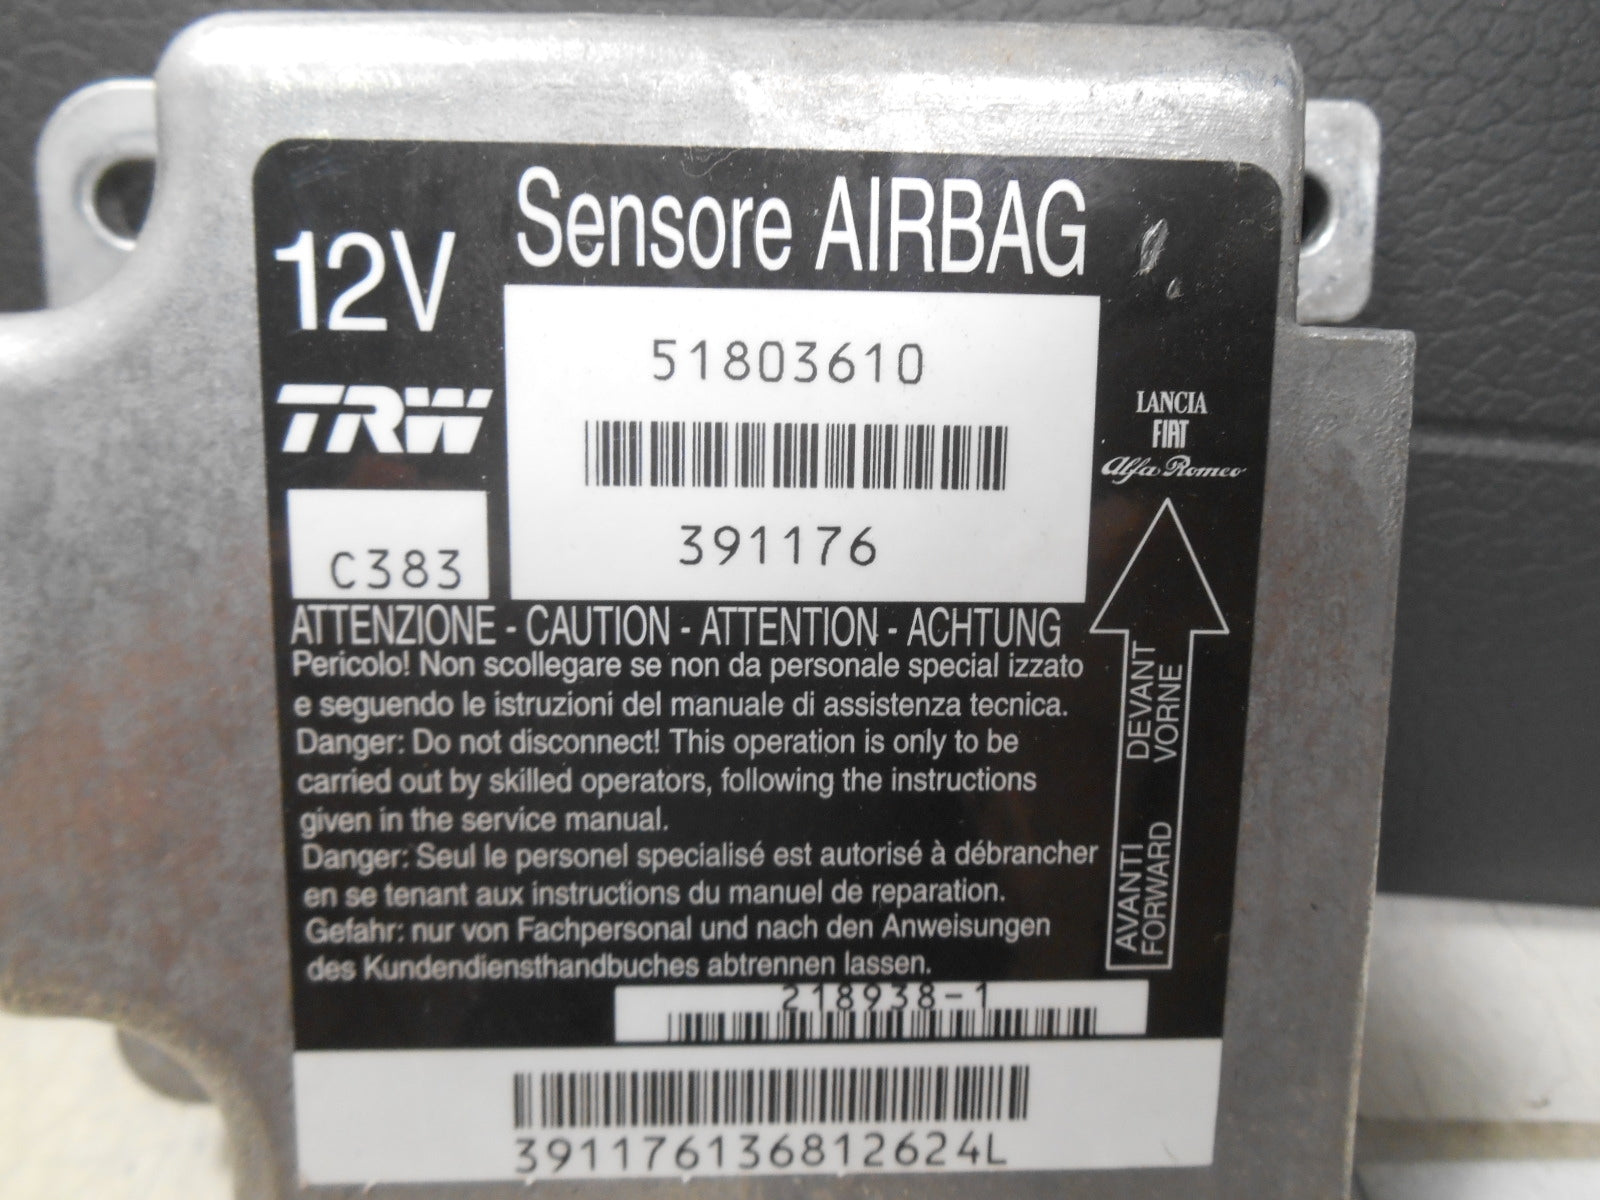 Sensore AIRBAG
12V
TRW
C383
51803610
391176
LANCIA
FIAT
Alfa Romeo
ATTENZIONE - CAUTION - ATTENTION - ACHTUNG
Pericolo! Non scollegare se non da personale special izzato
e seguendo le istruzioni del manuale di assistenza tecnica.
Danger: Do not disconnect! This operation is only to be
carried out by skilled operators, following the instructions
given in the service manual.
Danger: Seul le personel specialisé est autorisé à débrancher
en se tenant aux instructions du manuel de reparation.
Gefahr: nur von Fachpersonal und nach den Anweisungen
des Kundendiensthandbuches abtrennen lassen.
AVANTI DEVANT
FORWARD VORNE
218938-1
391176136812624L